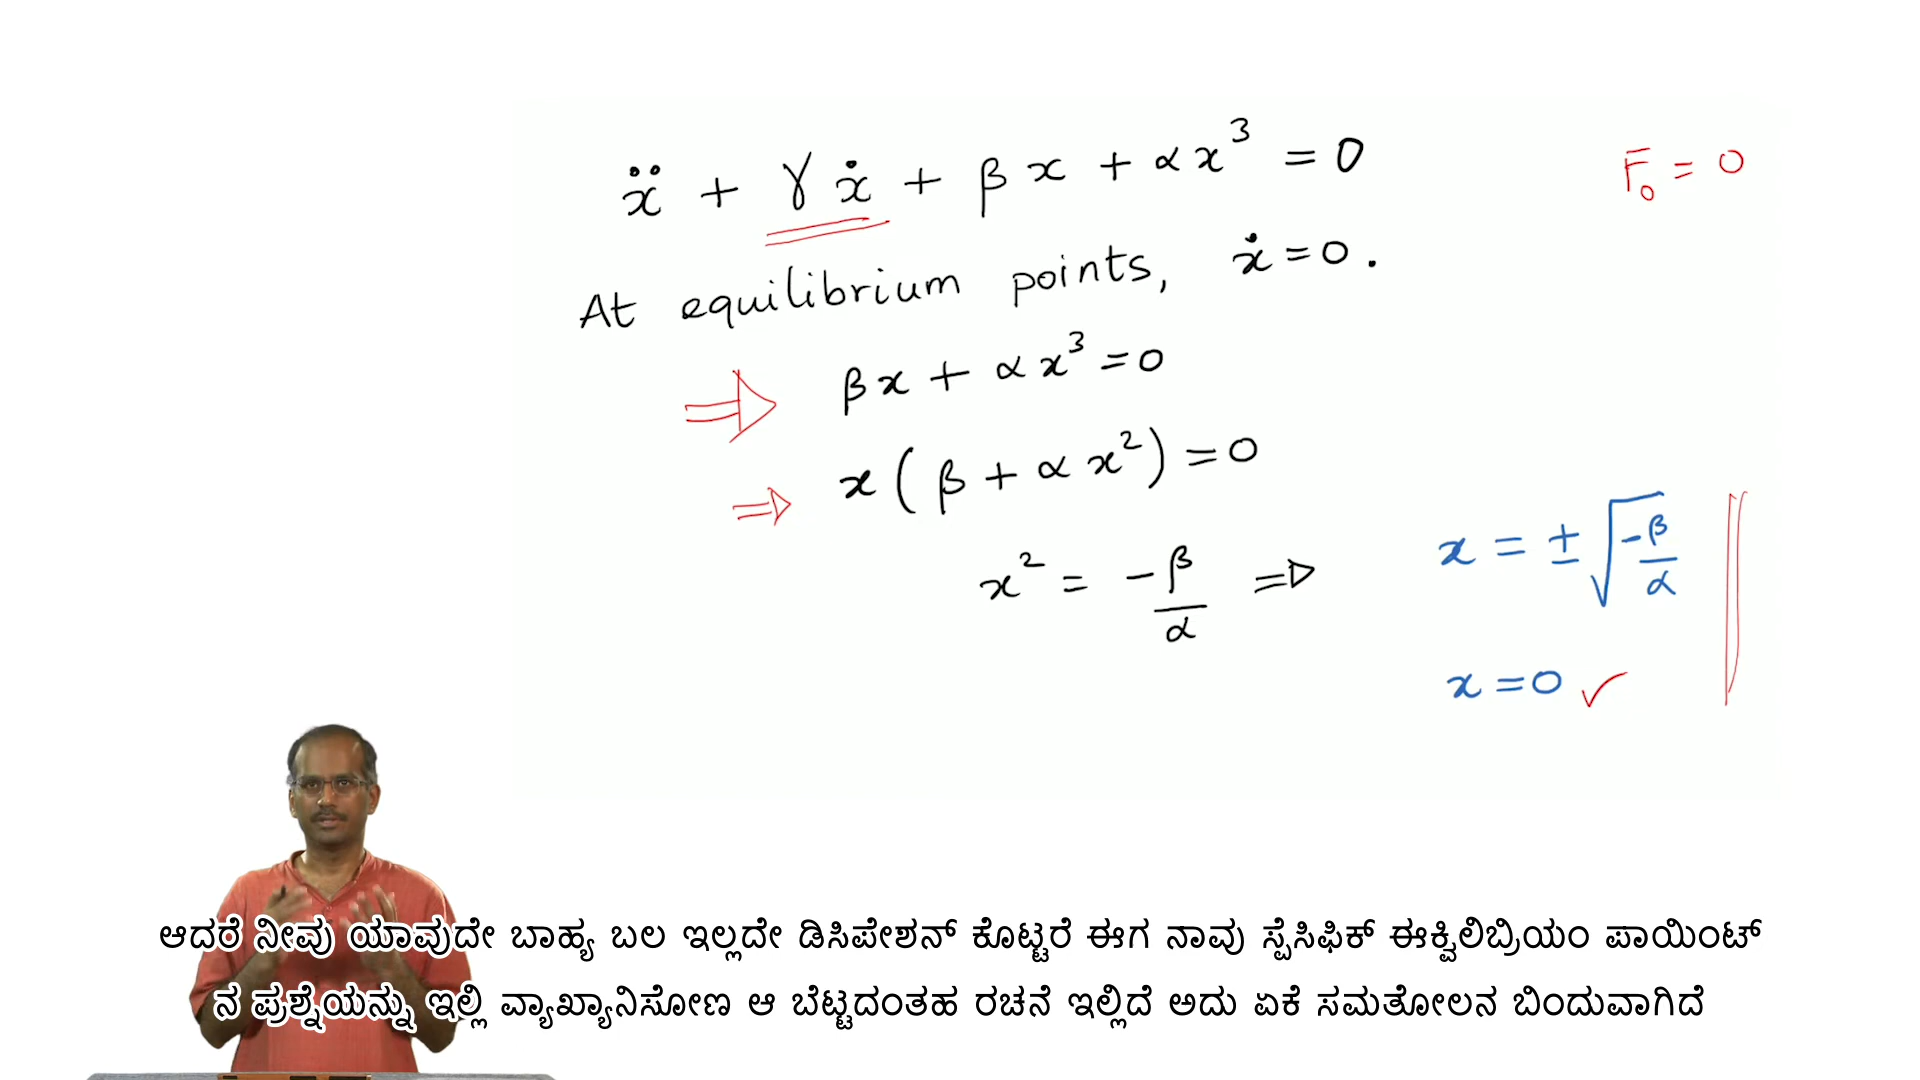 ẍ + γẋ + βx + αx³ = 0
F₀ = 0
At equilibrium points, ẋ = 0.
⇒ βx + αx³ = 0
⇒ x(β + αx²) = 0
x² = -β/α ⇒ x = ±√(-β/α)
x = 0 ✓
ಆದರೆ ನೀವು ಯಾವುದೇ ಬಾಹ್ಯ ಬಲ ಇಲ್ಲದೇ ಡಿಸಿಪೇಶನ್ ಕೊಟ್ಟರೆ ಈಗ ನಾವು ಸ್ಪೆಸಿಫಿಕ್ ಈಕ್ವಿಲಿಬ್ರಿಯಂ ಪಾಯಿಂಟ್
ನ ಪ್ರಶ್ನೆಯನ್ನು ಇಲ್ಲಿ ವ್ಯಾಖ್ಯಾನಿಸೋಣ ಆ ಬೆಟ್ಟದಂತಹ ರಚನೆ ಇಲ್ಲಿದೆ ಅದು ಏಕೆ ಸಮತೋಲನ ಬಿಂದುವಾಗಿದೆ